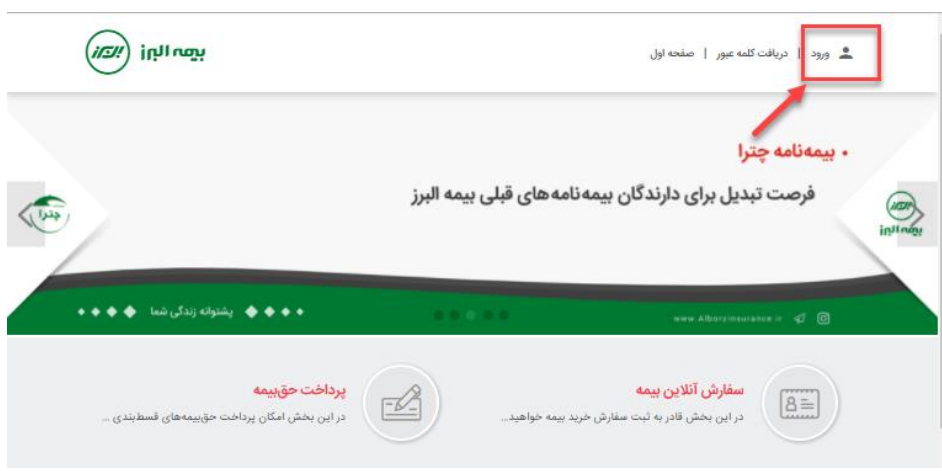 ورود | دریافت کلمه عبور | صفحه اول
بیمه البرز
• بیمه‌نامه چترا
فرصت تبدیل برای دارندگان بیمه‌نامه‌های قبلی بیمه البرز
چترا
بیمه البرز
www.Alborzinsurance.ir
پشتوانه زندگی شما
سفارش آنلاین بیمه
در این بخش قادر به ثبت سفارش خرید بیمه خواهید...
پرداخت حق‌بیمه
در این بخش امکان پرداخت حق‌بیمه‌های قسط‌بندی ...